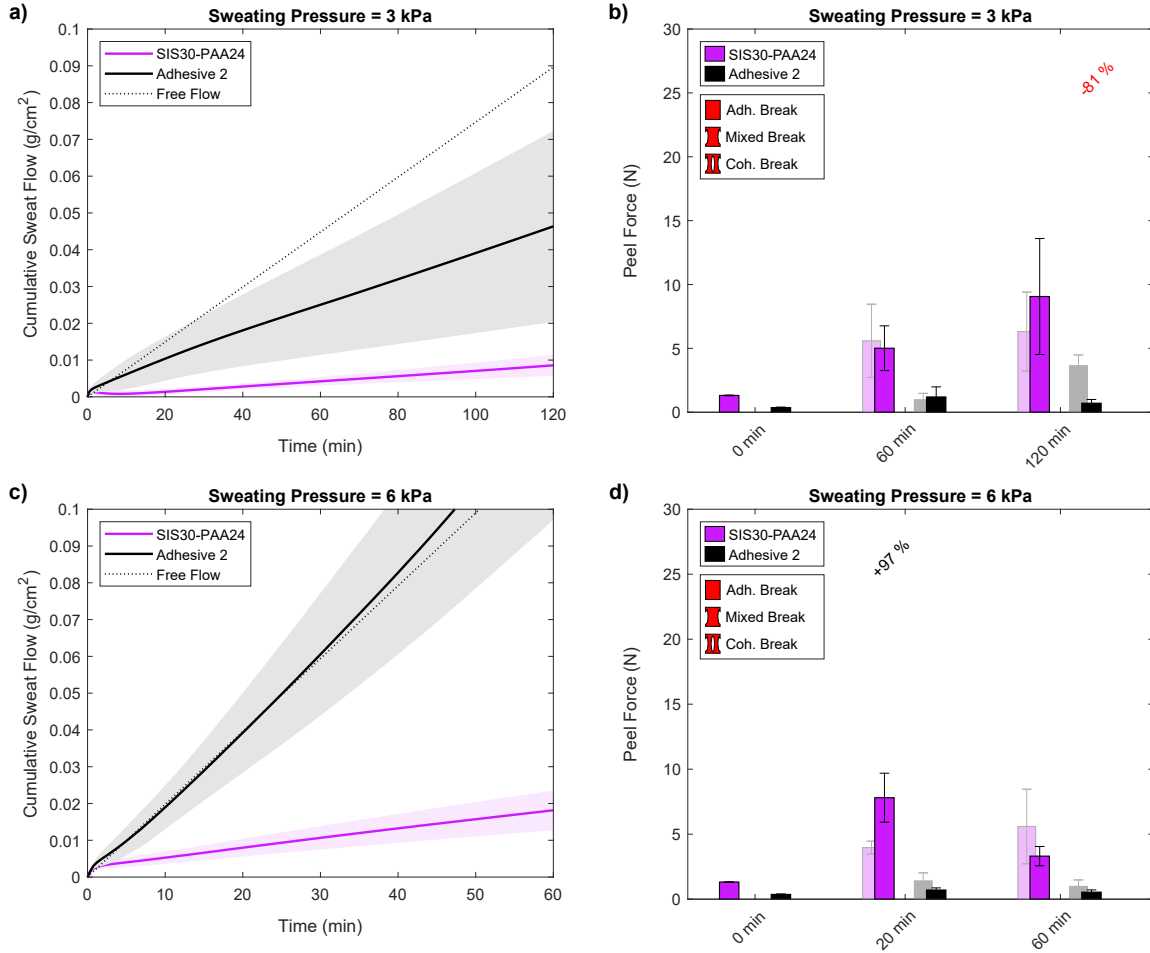 a)
Sweating Pressure = 3 kPa
Cumulative Sweat Flow (g/cm²)
0.1
0.09
0.08
0.07
0.06
0.05
0.04
0.03
0.02
0.01
0
SIS30-PAA24
Adhesive 2
Free Flow
0
20
40
60
80
100
120
Time (min)
b)
Sweating Pressure = 3 kPa
Peel Force (N)
30
25
20
15
10
5
0
SIS30-PAA24
Adhesive 2
Adh. Break
Mixed Break
Coh. Break
-81 %
0 min
60 min
120 min
c)
Sweating Pressure = 6 kPa
Cumulative Sweat Flow (g/cm²)
0.1
0.09
0.08
0.07
0.06
0.05
0.04
0.03
0.02
0.01
0
SIS30-PAA24
Adhesive 2
Free Flow
0
10
20
30
40
50
60
Time (min)
d)
Sweating Pressure = 6 kPa
Peel Force (N)
30
25
20
15
10
5
0
SIS30-PAA24
Adhesive 2
Adh. Break
Mixed Break
Coh. Break
+97 %
0 min
20 min
60 min